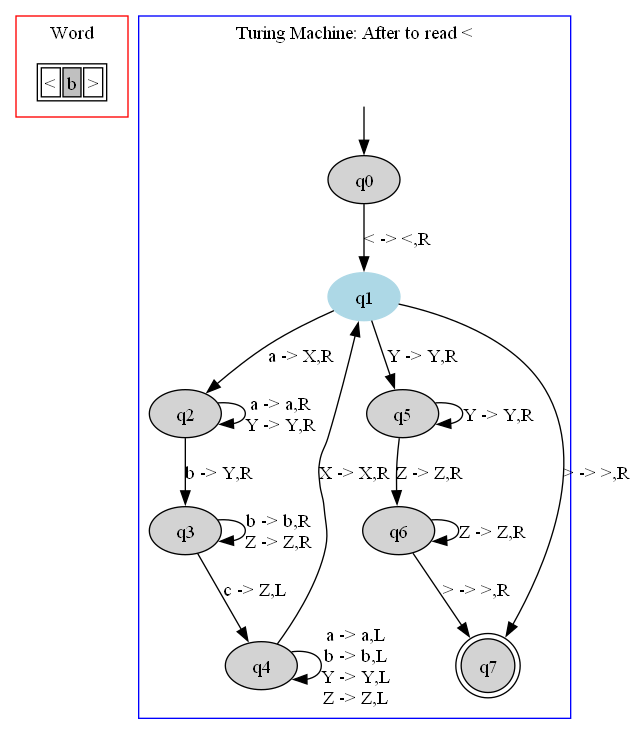 Word
< b >
Turing Machine: After to read <
q0
< -> <,R
q1
a -> X,R
Y -> Y,R
q2
a -> a,R
Y -> Y,R
q5
Y -> Y,R
b -> Y,R
X -> X,R
Z -> Z,R
> -> >,R
q3
b -> b,R
Z -> Z,R
q6
Z -> Z,R
c -> Z,L
> -> >,R
q4
a -> a,L
b -> b,L
Y -> Y,L
Z -> Z,L
q7